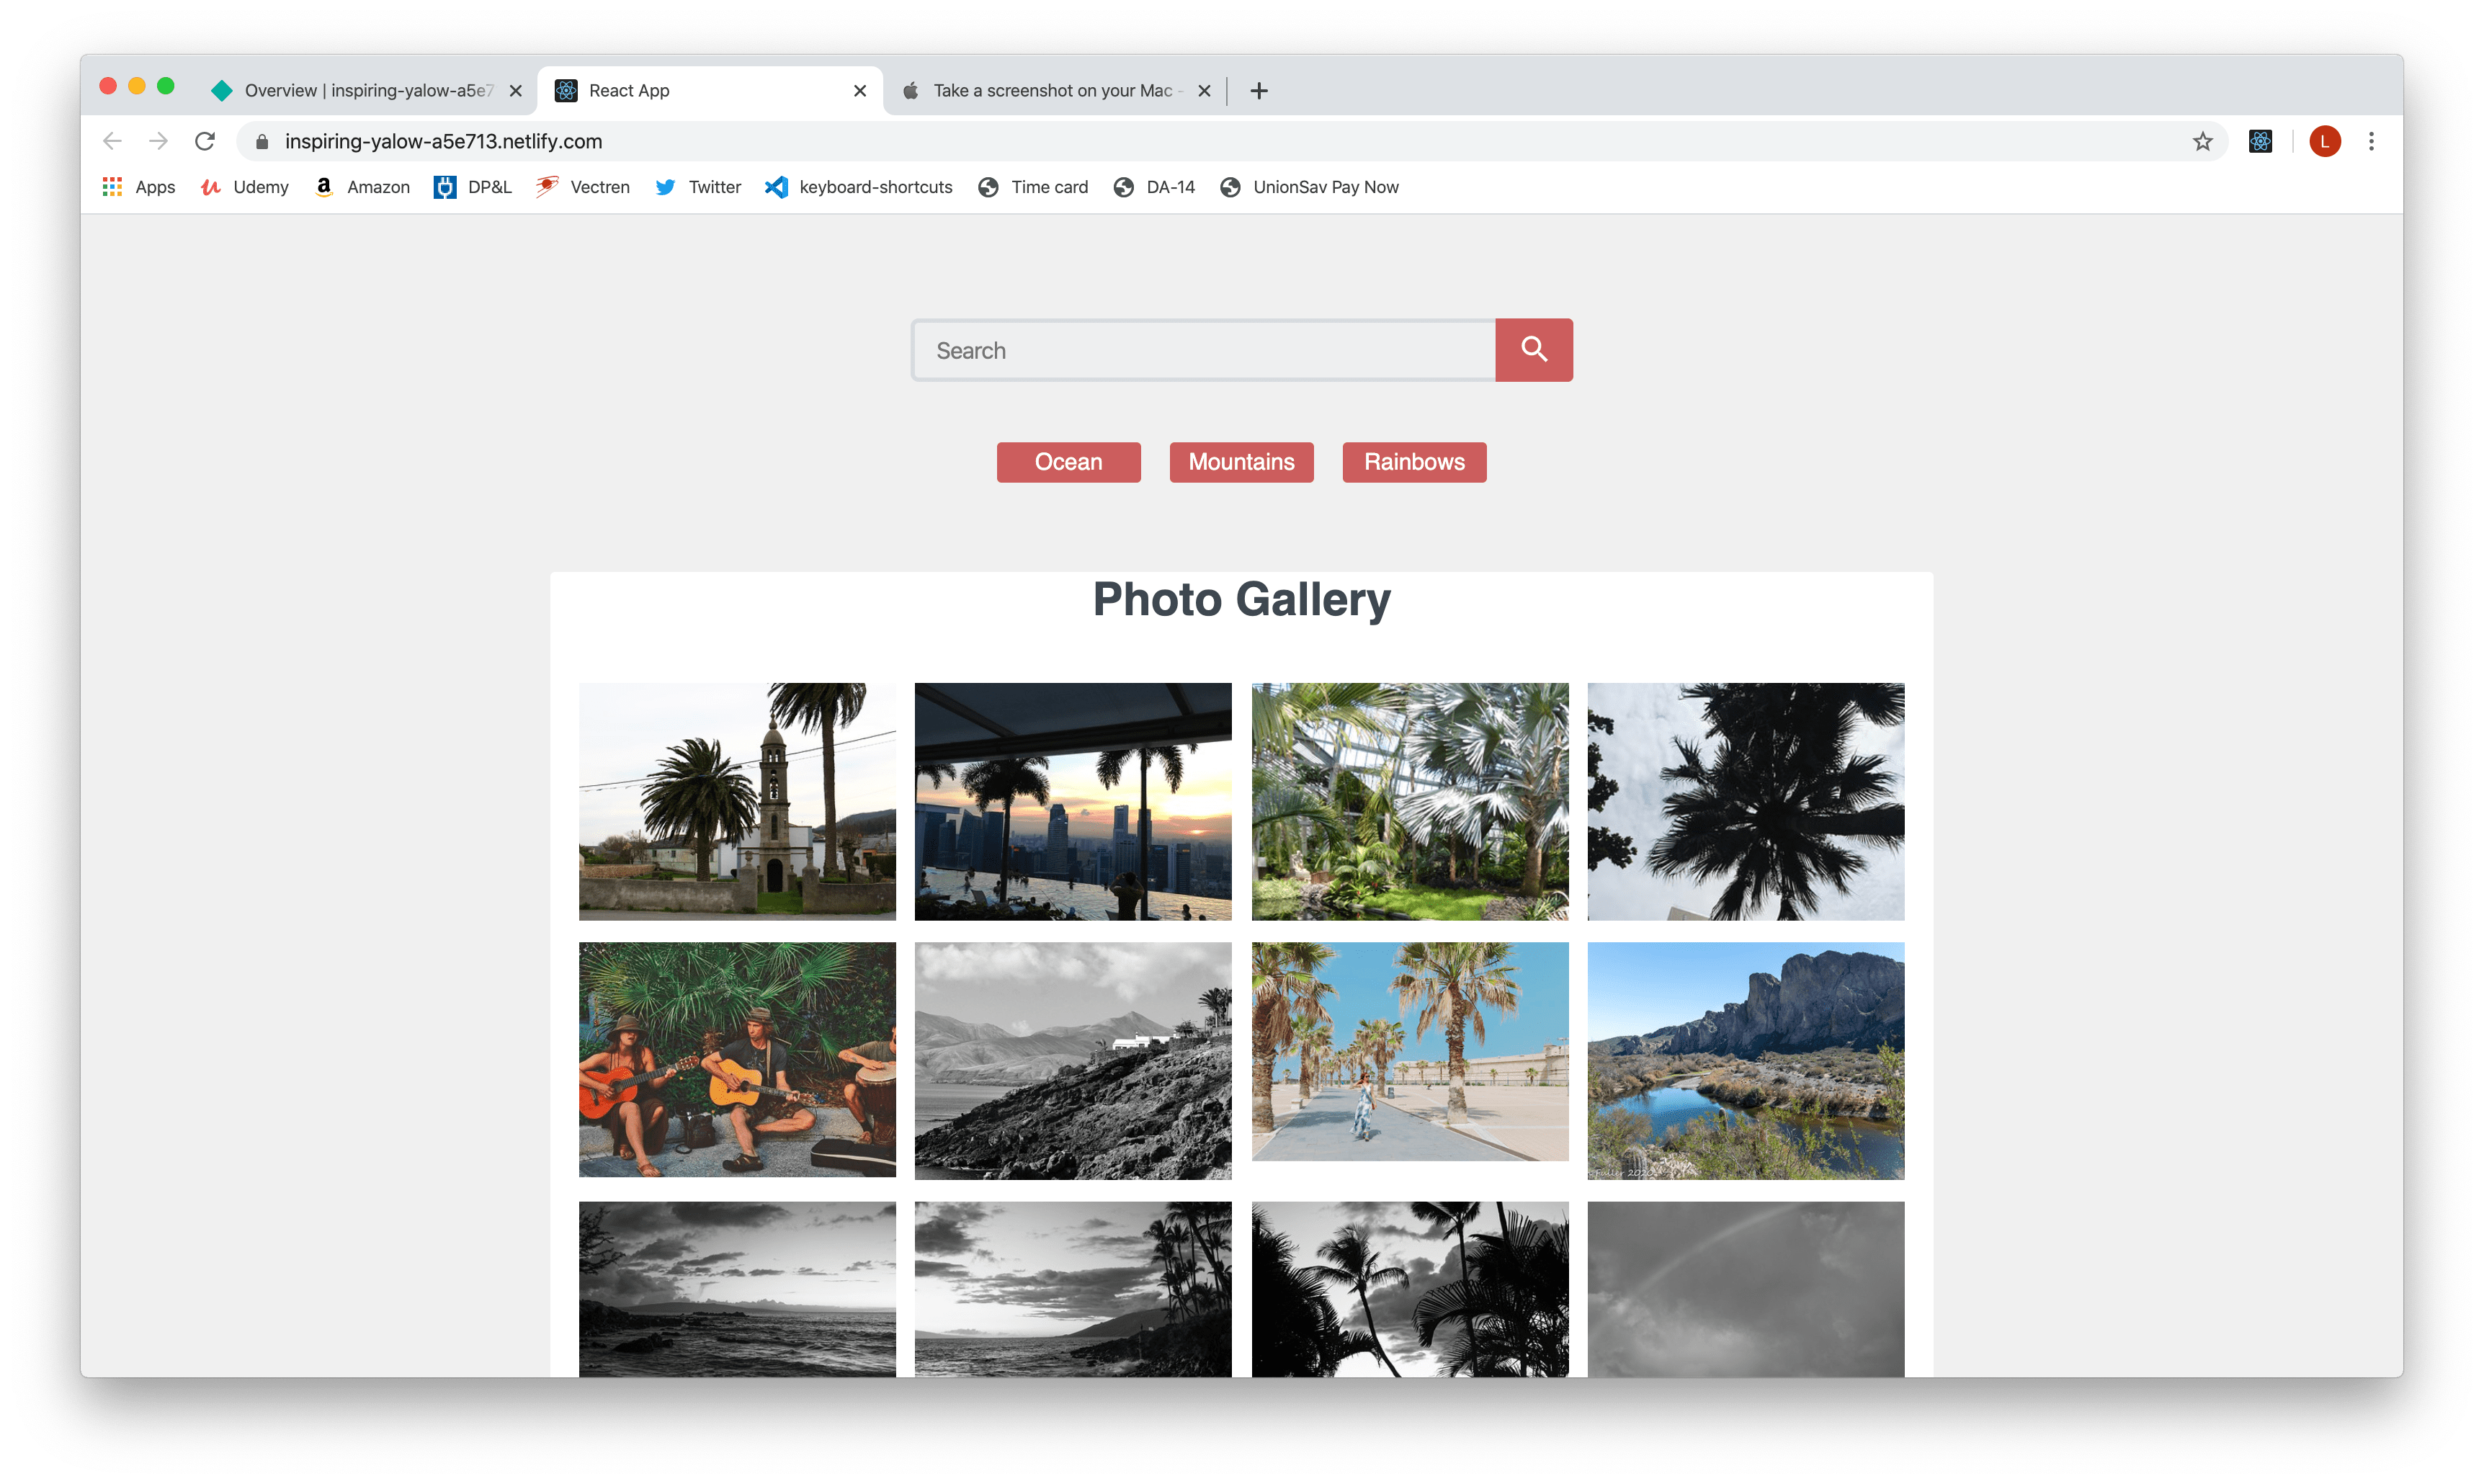 Overview | inspiring-yalow-a5e7
React App
Take a screenshot on your Mac -
inspiring-yalow-a5e713.netlify.com
L
Apps
Udemy
Amazon
DP&L
Vectren
Twitter
keyboard-shortcuts
Time card
DA-14
UnionSav Pay Now
Search
Ocean
Mountains
Rainbows
Photo Gallery